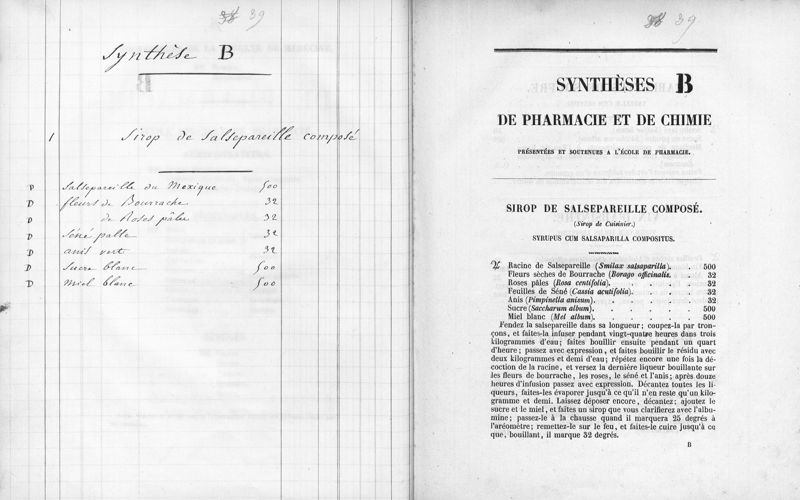 39
Synthèse B
1 Sirop de Salsepareille composé
D Salsepareille du Mexique 500
D fleurs de Bourrache 32
D de Roses pâles 32
D Séné palte 32
D anis vert 32
D Sucre blanc 500
D Miel blanc 500
39
SYNTHÈSES B
DE PHARMACIE ET DE CHIMIE
PRÉSENTÉES ET SOUTENUES A L'ÉCOLE DE PHARMACIE.
SIROP DE SALSEPAREILLE COMPOSÉ.
(Sirop de Cuisinier.)
SYRUPUS CUM SALSAPARILLA COMPOSITUS.
♃ Racine de Salsepareille (Smilax salsaparilla). . 500
Fleurs sèches de Bourrache (Borago officinalis. . 32
Roses pâles (Rosa centifolia). . . . . 32
Feuilles de Séné (Cassia acutifolia). . . . 32
Anis (Pimpinella anisum). . . . . . 32
Sucre (Saccharum album). . . . . . 500
Miel blanc (Mel album). . . . . . 500
Fendez la salsepareille dans sa longueur; coupez-la par tron-
çons, et faites-la infuser pendant vingt-quatre heures dans trois
kilogrammes d'eau; faites bouillir ensuite pendant un quart
d'heure; passez avec expression, et faites bouillir le résidu avec
deux kilogrammes et demi d'eau; répétez encore une fois la dé-
coction de la racine, et versez la dernière liqueur bouillante sur
les fleurs de bourrache, les roses, le séné et l'anis; après douze
heures d'infusion passez avec expression. Décantez toutes les li-
queurs, faites-les évaporer jusqu'à ce qu'il n'en reste qu'un kilo-
gramme et demi. Laissez déposer encore, décantez; ajoutez le
sucre et le miel, et faites un sirop que vous clarifierez avec l'albu-
mine; passez-le à la chausse quand il marquera 25 degrés à
l'aréomètre; remettez-le sur le feu, et faites-le cuire jusqu'à ce
que, bouillant, il marque 32 degrés.
B